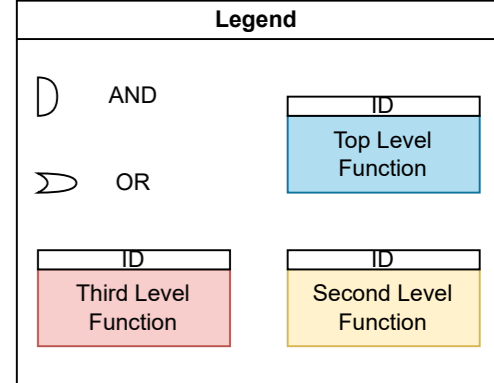 Legend
AND
ID
Top Level
Function
OR
ID
Third Level
Function
ID
Second Level
Function